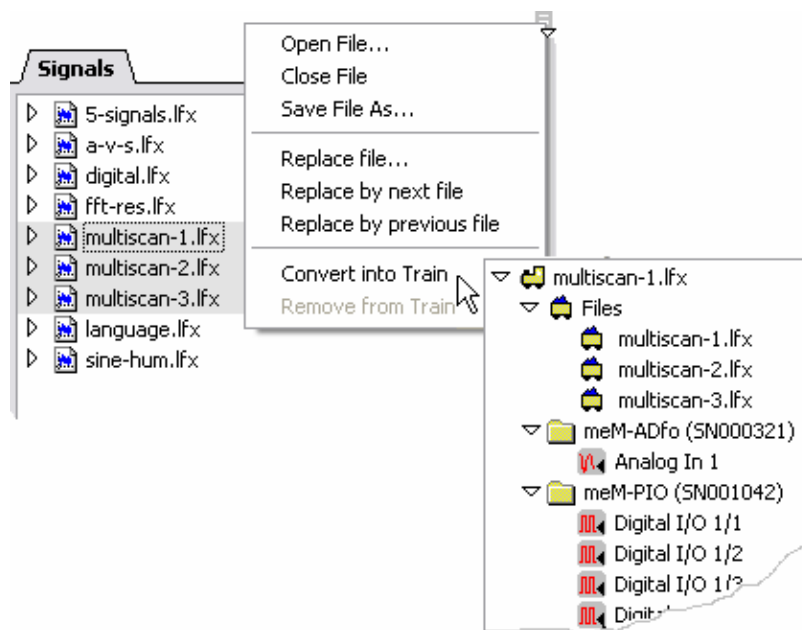 Signals
5-signals.lfx
a-v-s.lfx
digital.lfx
fft-res.lfx
multiscan-1.lfx
multiscan-2.lfx
multiscan-3.lfx
language.lfx
sine-hum.lfx
Open File...
Close File
Save File As...
Replace file...
Replace by next file
Replace by previous file
Convert into Train
Remove from Train
multiscan-1.lfx
Files
multiscan-1.lfx
multiscan-2.lfx
multiscan-3.lfx
meM-ADfo (SN000321)
Analog In 1
meM-PIO (SN001042)
Digital I/O 1/1
Digital I/O 1/2
Digital I/O 1/3